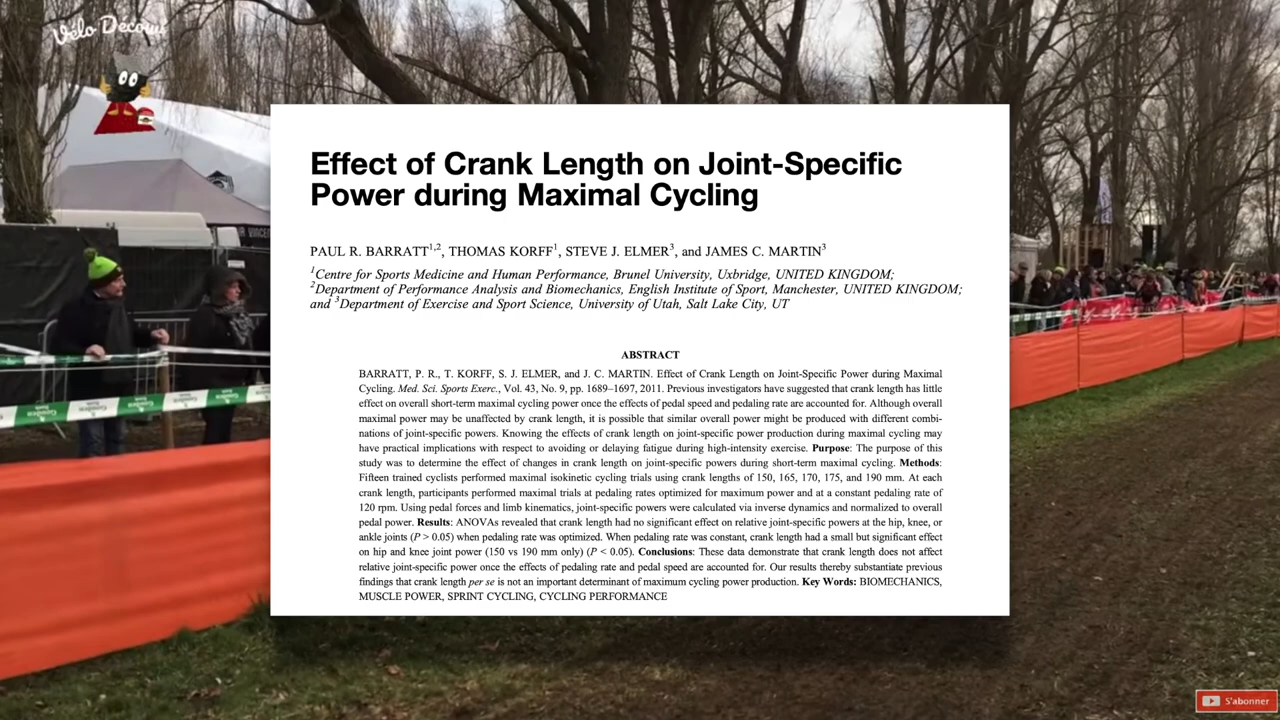 Vélo Découv
Effect of Crank Length on Joint-Specific
Power during Maximal Cycling
PAUL R. BARRATT1,2, THOMAS KORFF1, STEVE J. ELMER3, and JAMES C. MARTIN3
1Centre for Sports Medicine and Human Performance, Brunel University, Uxbridge, UNITED KINGDOM;
2Department of Performance Analysis and Biomechanics, English Institute of Sport, Manchester, UNITED KINGDOM;
and 3Department of Exercise and Sport Science, University of Utah, Salt Lake City, UT
ABSTRACT
BARRATT, P. R., T. KORFF, S. J. ELMER, and J. C. MARTIN. Effect of Crank Length on Joint-Specific Power during Maximal
Cycling. Med. Sci. Sports Exerc., Vol. 43, No. 9, pp. 1689–1697, 2011. Previous investigators have suggested that crank length has little
effect on overall short-term maximal cycling power once the effects of pedal speed and pedaling rate are accounted for. Although overall
maximal power may be unaffected by crank length, it is possible that similar overall power might be produced with different combi-
nations of joint-specific powers. Knowing the effects of crank length on joint-specific power production during maximal cycling may
have practical implications with respect to avoiding or delaying fatigue during high-intensity exercise. Purpose: The purpose of this
study was to determine the effect of changes in crank length on joint-specific powers during short-term maximal cycling. Methods:
Fifteen trained cyclists performed maximal isokinetic cycling trials using crank lengths of 150, 165, 170, 175, and 190 mm. At each
crank length, participants performed maximal trials at pedaling rates optimized for maximum power and at a constant pedaling rate of
120 rpm. Using pedal forces and limb kinematics, joint-specific powers were calculated via inverse dynamics and normalized to overall
pedal power. Results: ANOVAs revealed that crank length had no significant effect on relative joint-specific powers at the hip, knee, or
ankle joints (P > 0.05) when pedaling rate was optimized. When pedaling rate was constant, crank length had a small but significant effect
on hip and knee joint power (150 vs 190 mm only) (P < 0.05). Conclusions: These data demonstrate that crank length does not affect
relative joint-specific power once the effects of pedaling rate and pedal speed are accounted for. Our results thereby substantiate previous
findings that crank length per se is not an important determinant of maximum cycling power production. Key Words: BIOMECHANICS,
MUSCLE POWER, SPRINT CYCLING, CYCLING PERFORMANCE
S'abonner